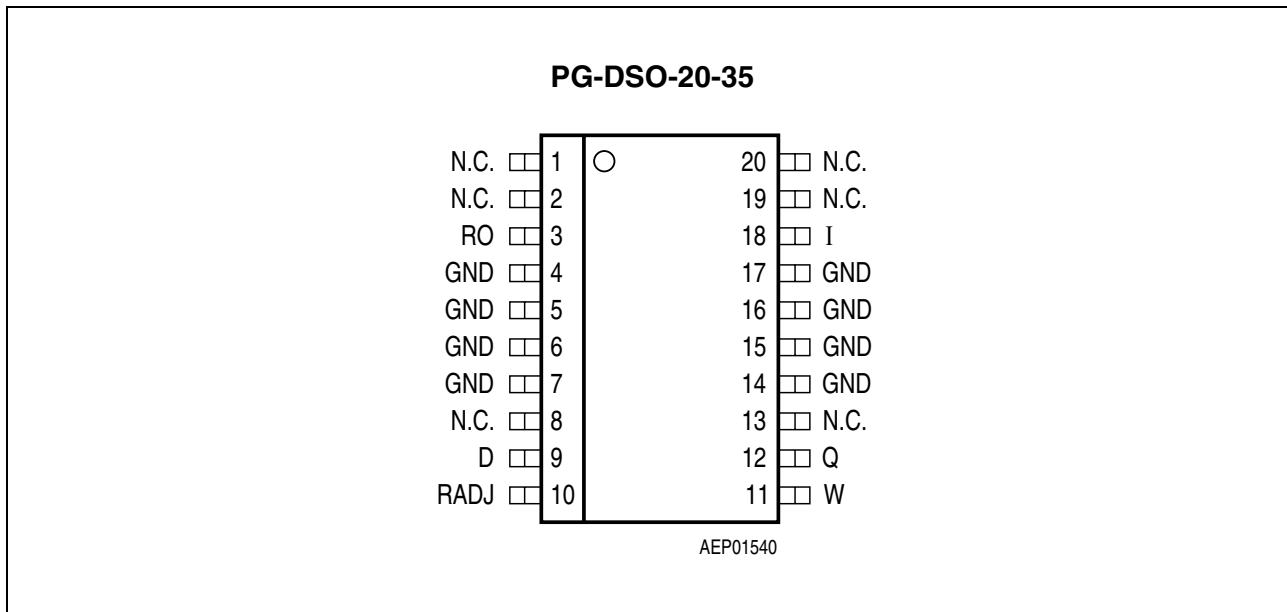 PG-DSO-20-35
N.C. 1 20 N.C.
N.C. 2 19 N.C.
RO 3 18 I
GND 4 17 GND
GND 5 16 GND
GND 6 15 GND
GND 7 14 GND
N.C. 8 13 N.C.
D 9 12 Q
RADJ 10 11 W
AEP01540